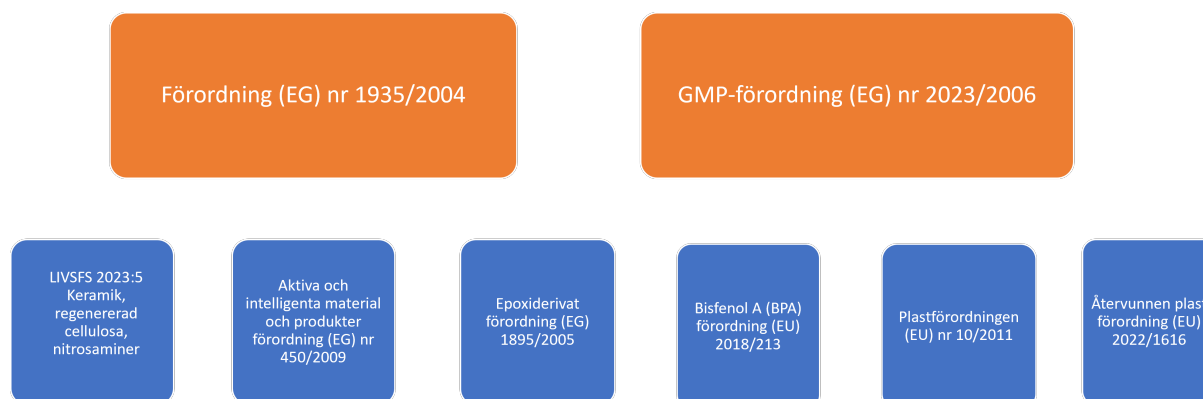 Förordning (EG) nr 1935/2004
GMP-förordning (EG) nr 2023/2006
LIVSFS 2023:5
Keramik,
regenererad
cellulosa,
nitrosaminer
Aktiva och
intelligenta material
och produkter
förordning (EG) nr
450/2009
Epoxiderivat
förordning (EG)
1895/2005
Bisfenol A (BPA)
förordning (EU)
2018/213
Plastförordningen
(EU) nr 10/2011
Återvunnen plast
förordning (EU)
2022/1616